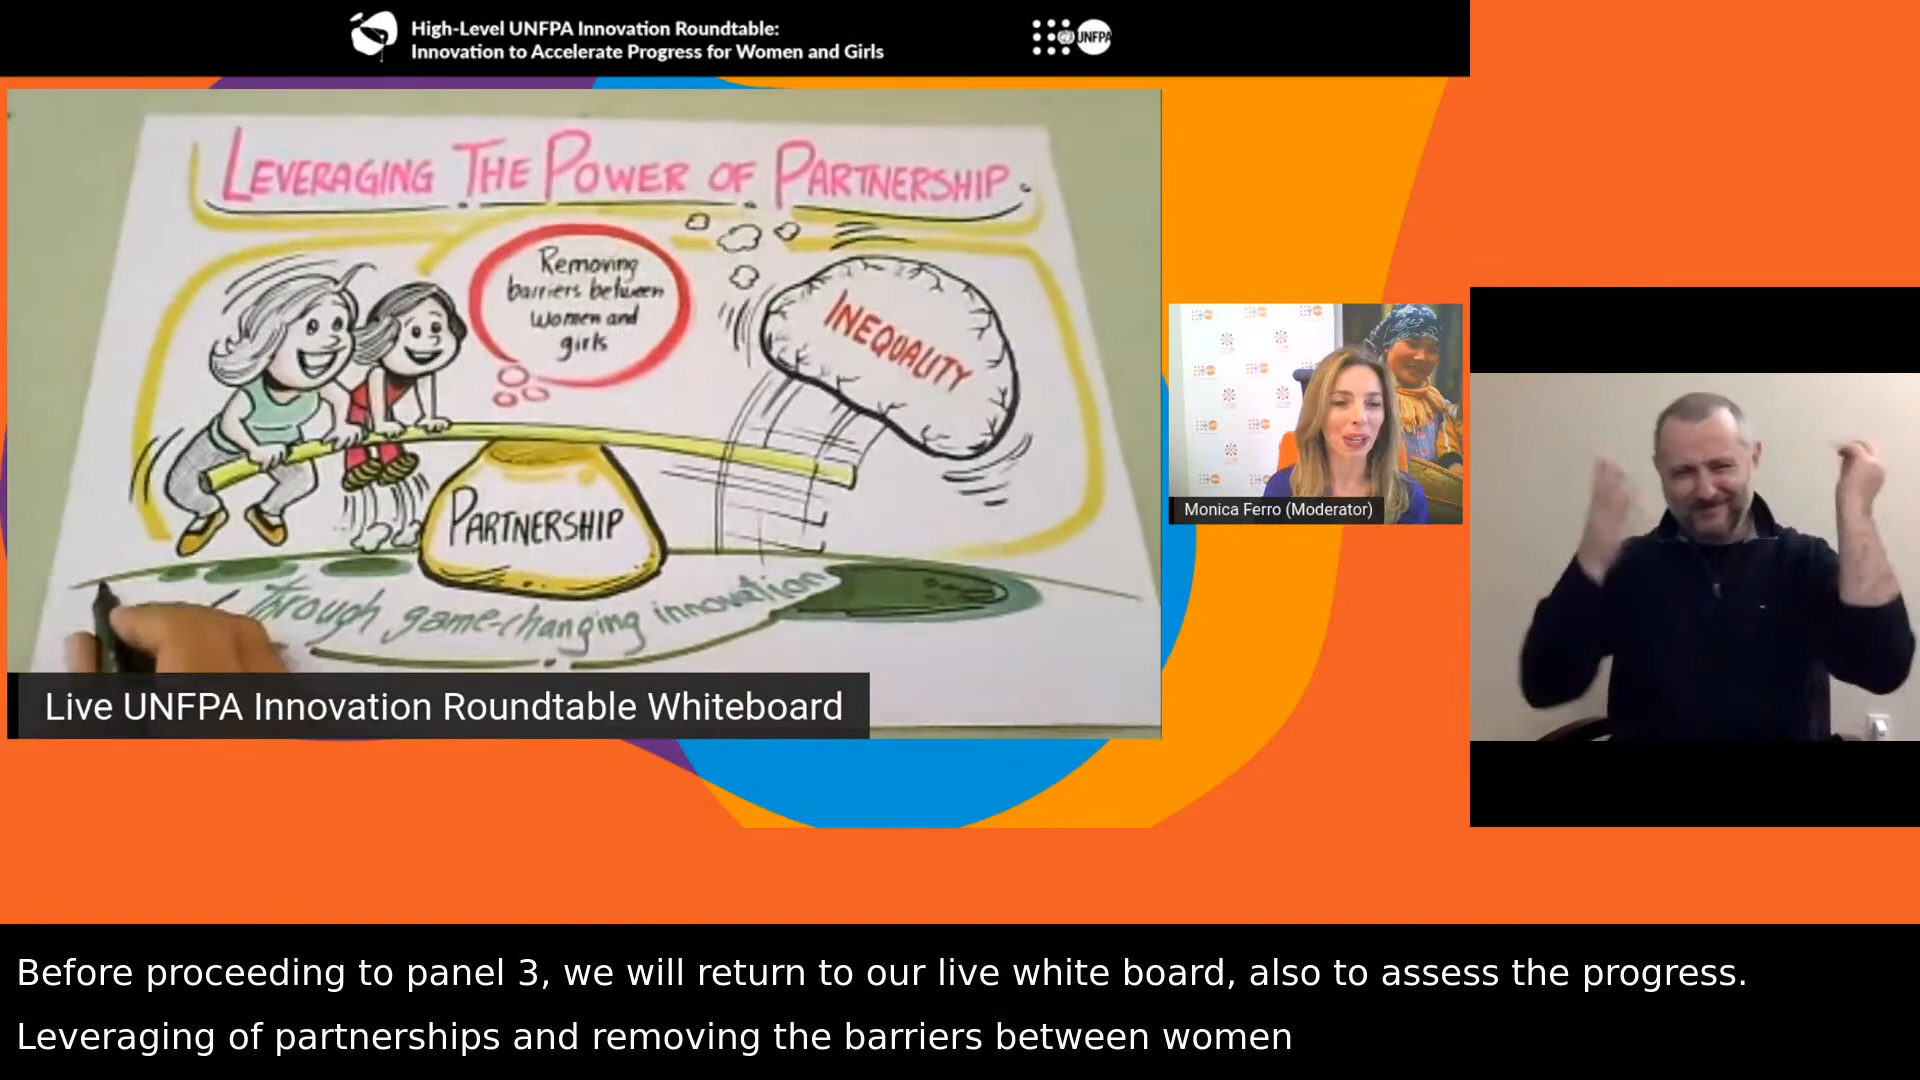 High-Level UNFPA Innovation Roundtable:
Innovation to Accelerate Progress for Women and Girls
UNFPA
LEVERAGING THE POWER OF PARTNERSHIP.
Removing
barriers between
women and
girls
INEQUALITY
PARTNERSHIP
Through game-changing innovation
Live UNFPA Innovation Roundtable Whiteboard
Monica Ferro (Moderator)
Before proceeding to panel 3, we will return to our live white board, also to assess the progress.
Leveraging of partnerships and removing the barriers between women